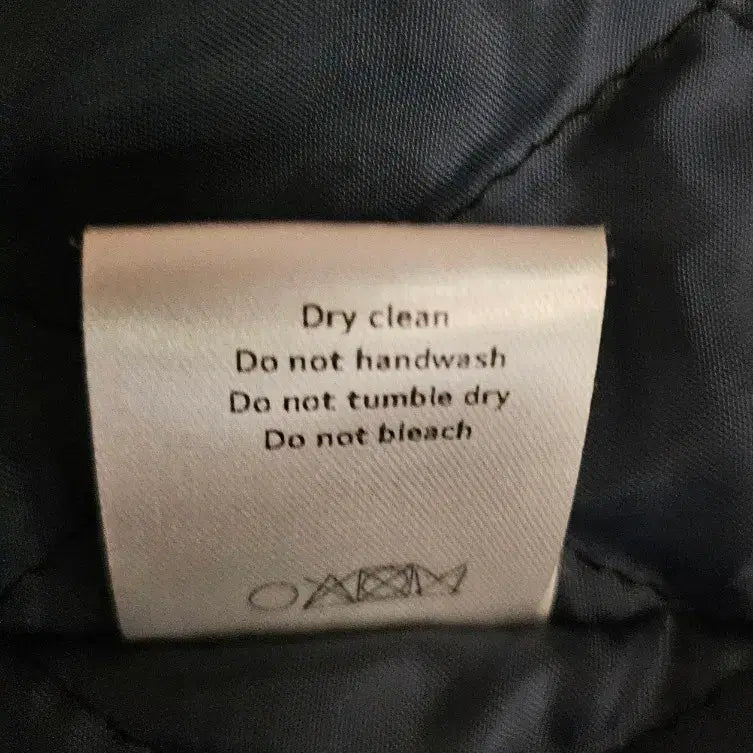 Dry clean
Do not handwash
Do not tumble dry
Do not bleach